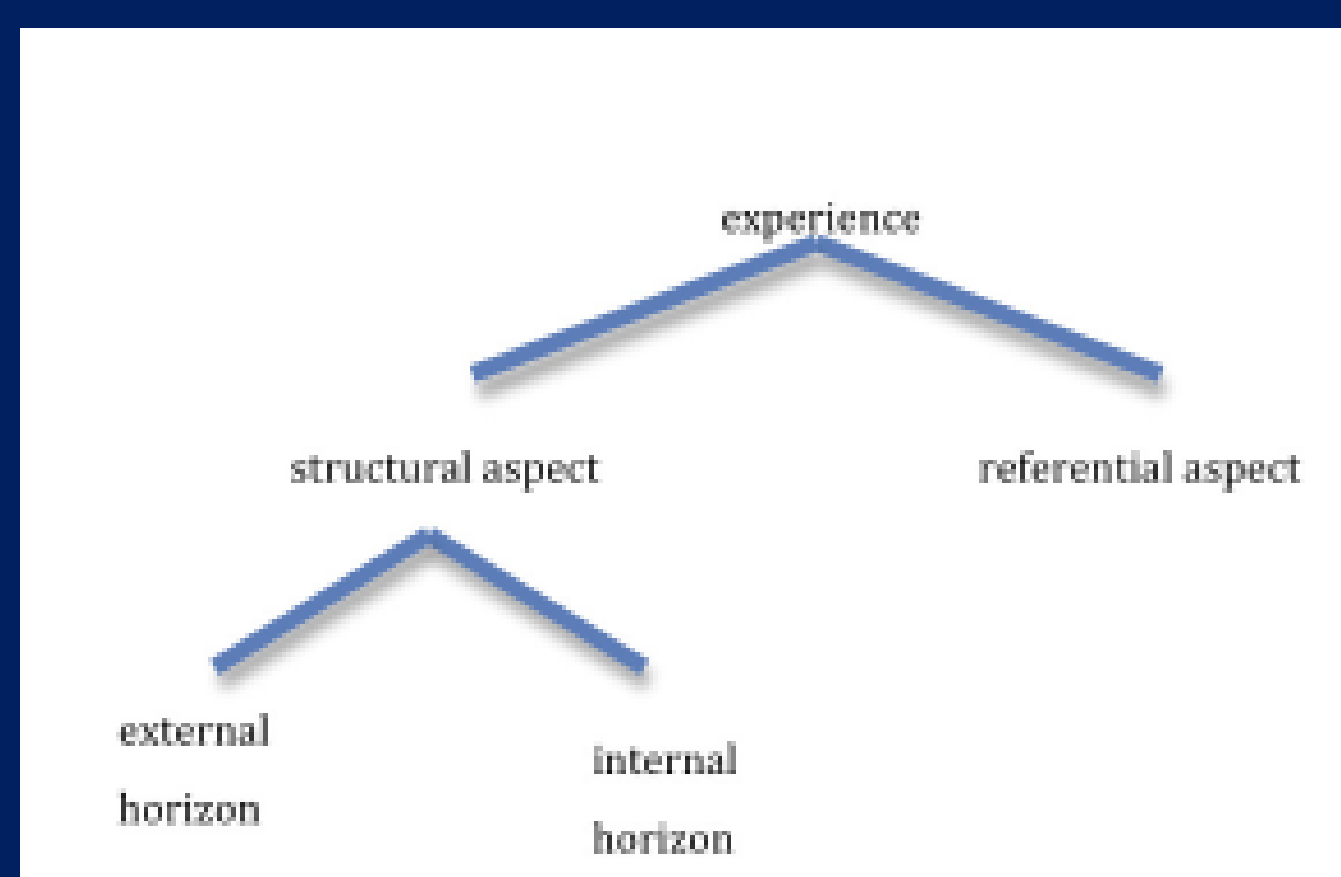 experience
structural aspect
referential aspect
external
horizon
internal
horizon